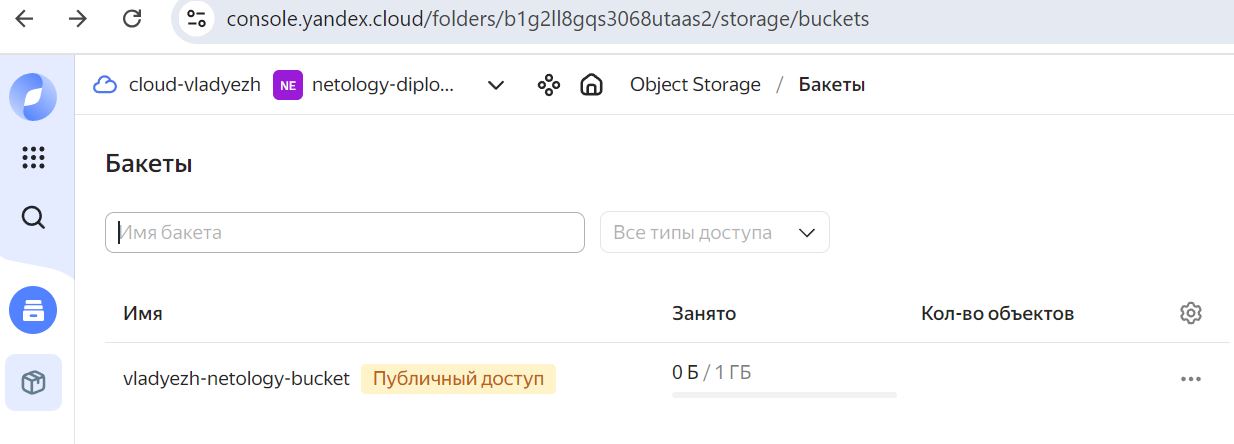 console.yandex.cloud/folders/b1g2ll8gqs3068utaas2/storage/buckets
cloud-vladyezh NE netology-diplo... Object Storage / Бакеты
Бакеты
Имя бакета Все типы доступа
Имя Занято Кол-во объектов
vladyezh-netology-bucket Публичный доступ 0 Б / 1 ГБ